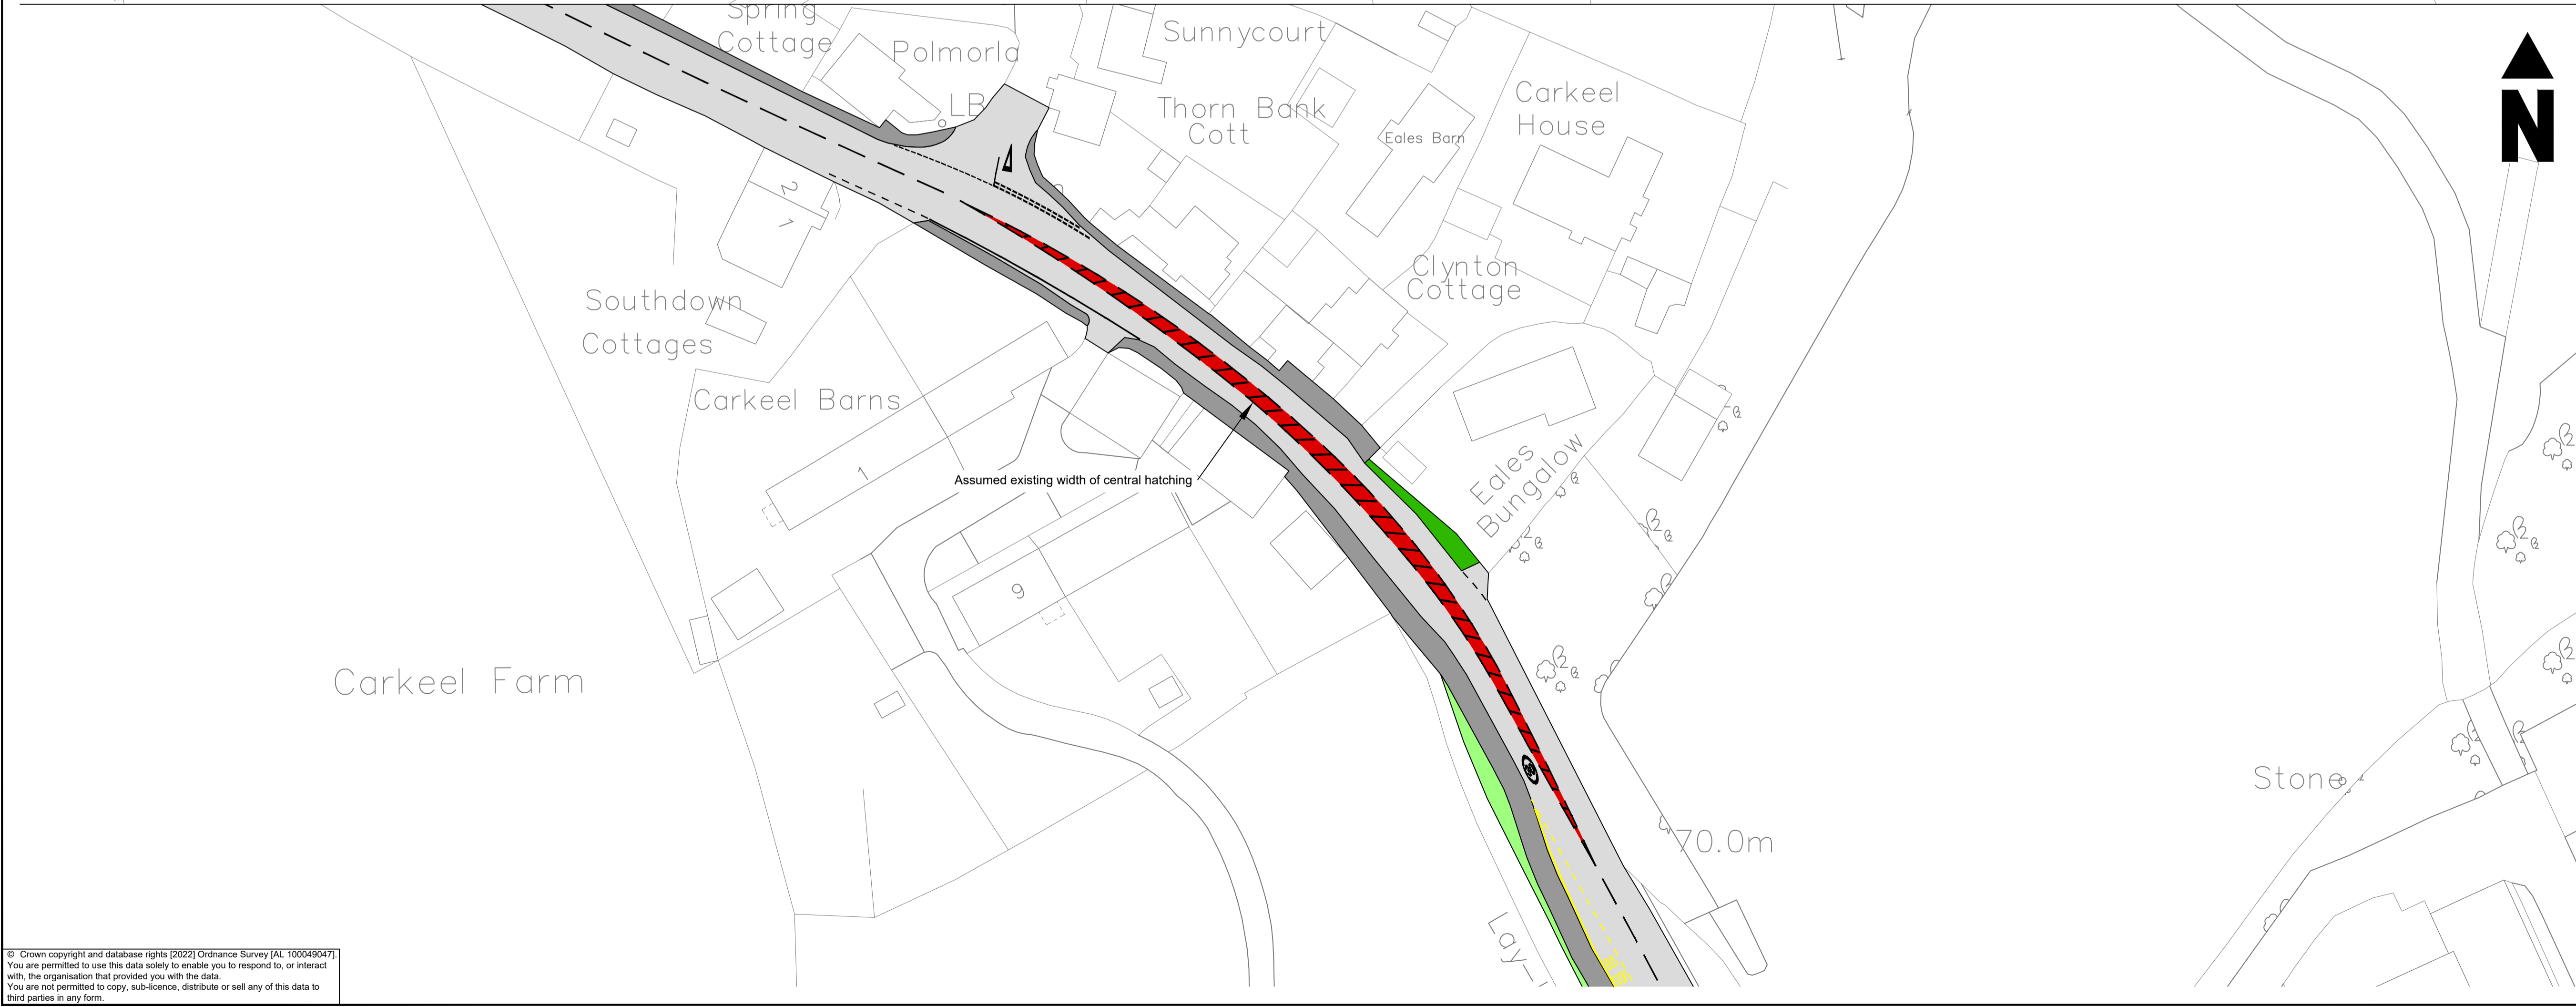 Spring
Cottage
Polmorla
LB
Sunnycourt
Thorn Bank
Cott
Eales Barn
Carkeel
House
N
2
1
Southdown
Cottages
Clynton
Cottage
Carkeel Barns
1
Assumed existing width of central hatching
Eales
Bungalow
9
Carkeel Farm
30
Stone
70.0m
Lay-
© Crown copyright and database rights [2022] Ordnance Survey [AL 100049047].
You are permitted to use this data solely to enable you to respond to, or interact
with, the organisation that provided you with the data.
You are not permitted to copy, sub-licence, distribute or sell any of this data to
third parties in any form.